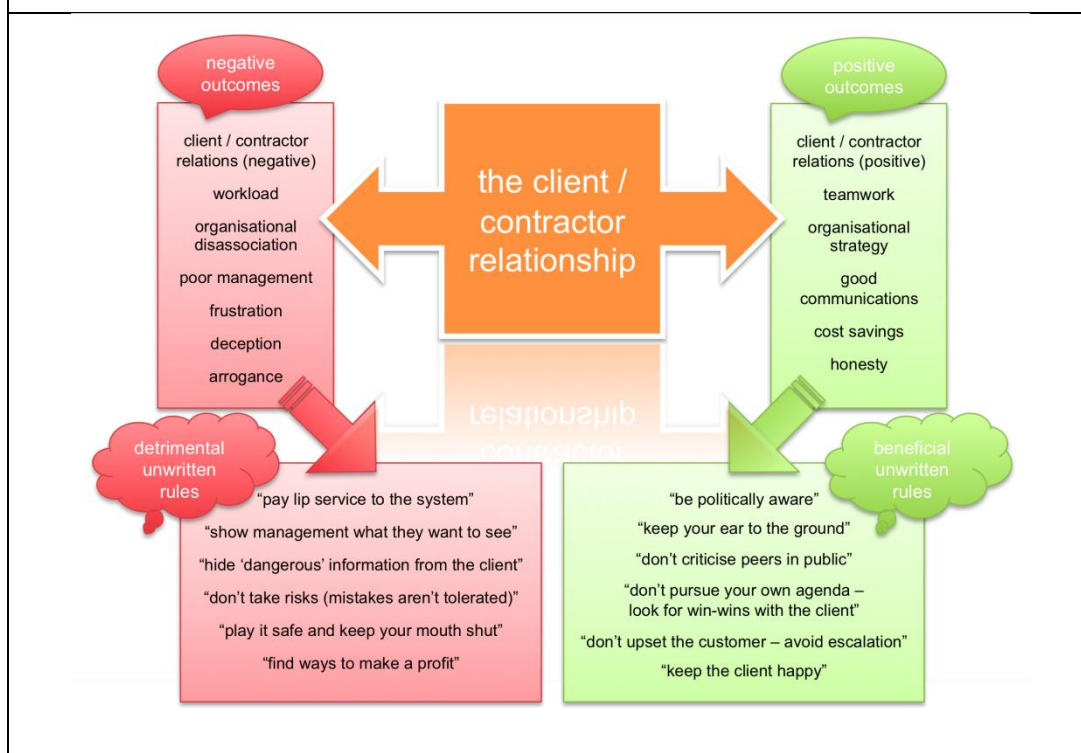 negative
outcomes
client / contractor
relations (negative)
workload
organisational
disassociation
poor management
frustration
deception
arrogance
the client /
contractor
relationship
positive
outcomes
client / contractor
relations (positive)
teamwork
organisational
strategy
good
communications
cost savings
honesty
relationship
contractor
detrimental
unwritten
rules
“pay lip service to the system”
“show management what they want to see”
“hide ‘dangerous’ information from the client”
“don’t take risks (mistakes aren’t tolerated)”
“play it safe and keep your mouth shut”
“find ways to make a profit”
beneficial
unwritten
rules
“be politically aware”
“keep your ear to the ground”
“don’t criticise peers in public”
“don’t pursue your own agenda –
look for win-wins with the client”
“don’t upset the customer – avoid escalation”
“keep the client happy”